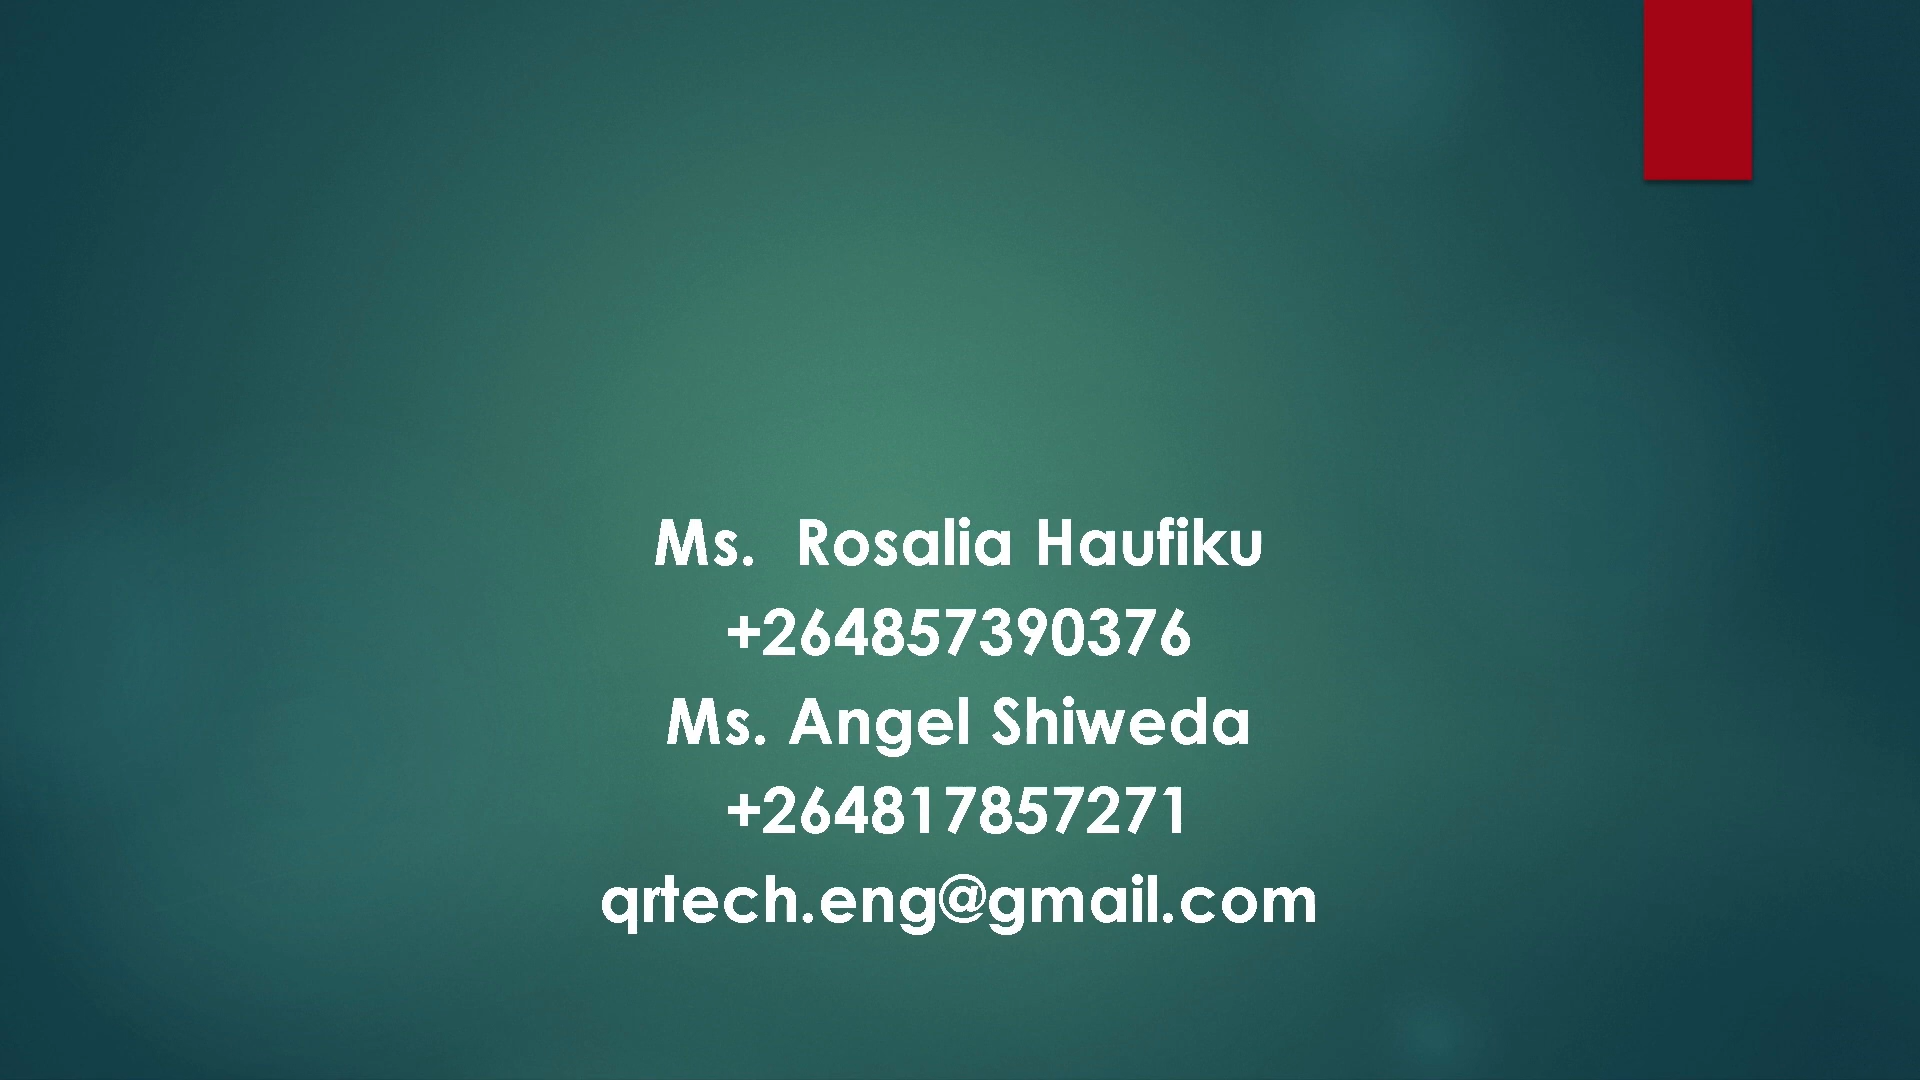 Ms.  Rosalia Haufiku
+264857390376
Ms. Angel Shiweda
+264817857271
qrtech.eng@gmail.com